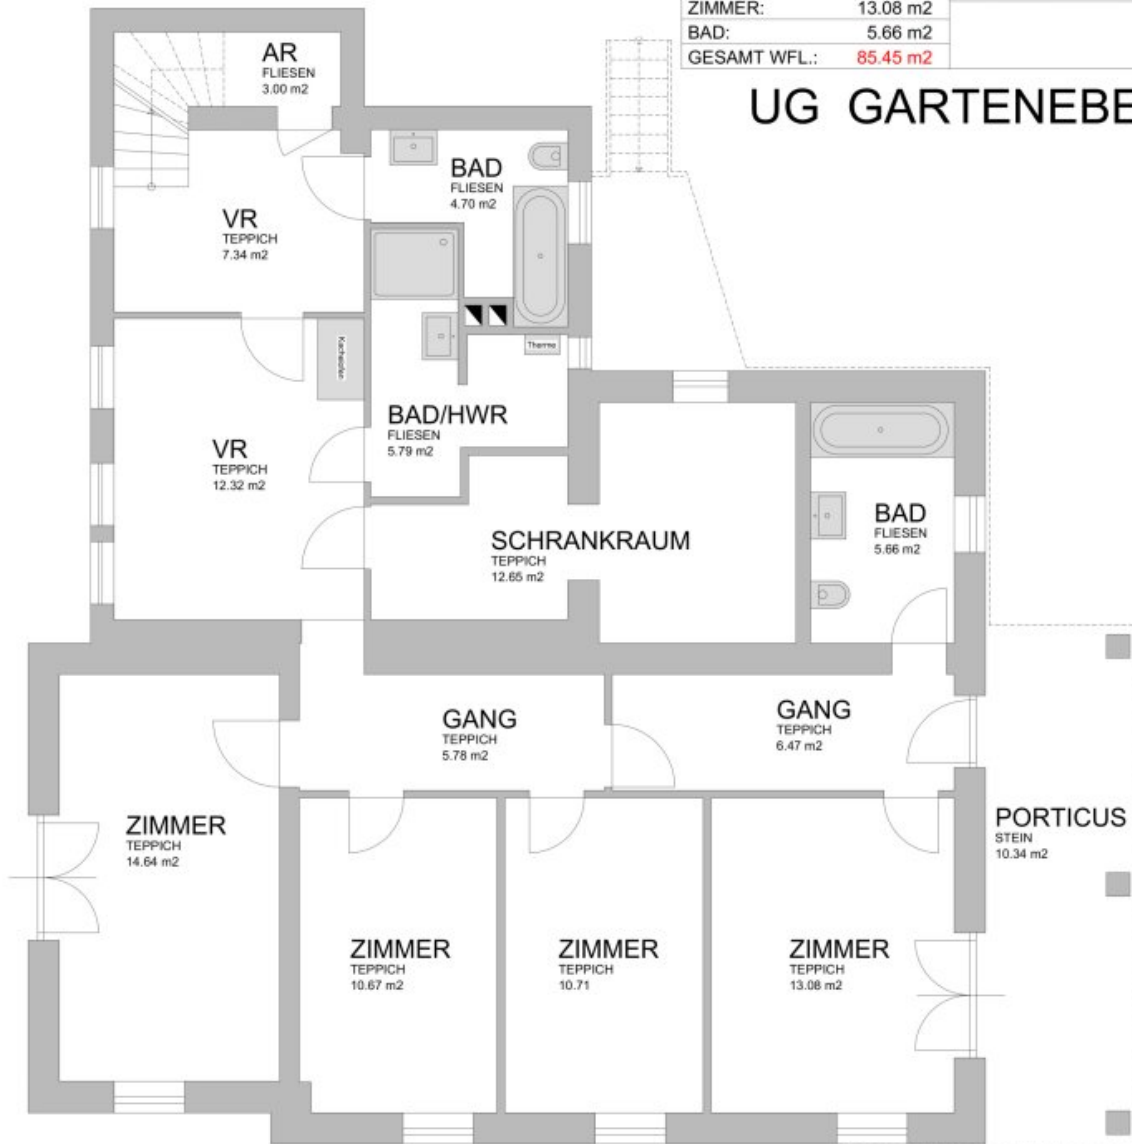 ZIMMER: 13.08 m2
BAD: 5.66 m2
GESAMT WFL.: 85.45 m2
UG GARTENEBE
AR
FLIESEN
3.00 m2
BAD
FLIESEN
4.70 m2
VR
TEPPICH
7.34 m2
Kachelofen
Therme
BAD/HWR
FLIESEN
5.79 m2
VR
TEPPICH
12.32 m2
SCHRANKRAUM
TEPPICH
12.65 m2
BAD
FLIESEN
5.66 m2
GANG
TEPPICH
5.78 m2
GANG
TEPPICH
6.47 m2
ZIMMER
TEPPICH
14.64 m2
PORTICUS
STEIN
10.34 m2
ZIMMER
TEPPICH
10.67 m2
ZIMMER
TEPPICH
10.71
ZIMMER
TEPPICH
13.08 m2